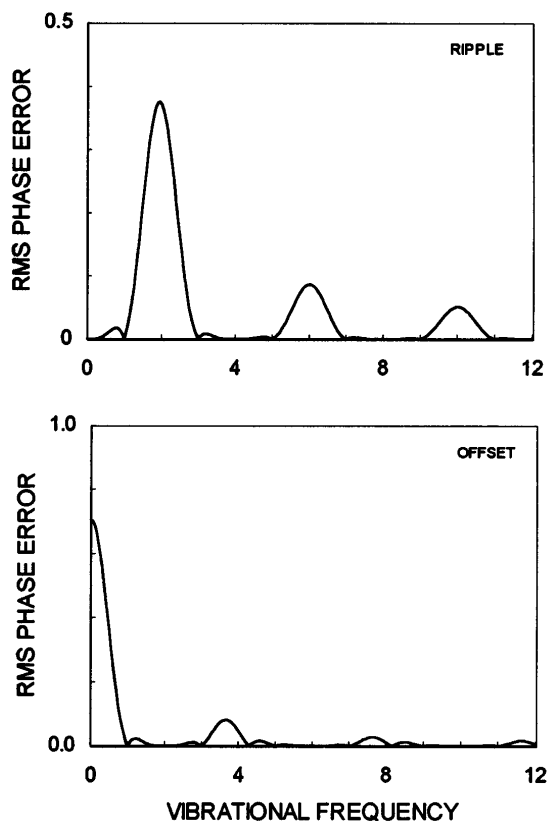 0.5
RIPPLE
RMS PHASE ERROR
0
0 4 8 12
1.0
OFFSET
RMS PHASE ERROR
0.0
0 4 8 12
VIBRATIONAL FREQUENCY